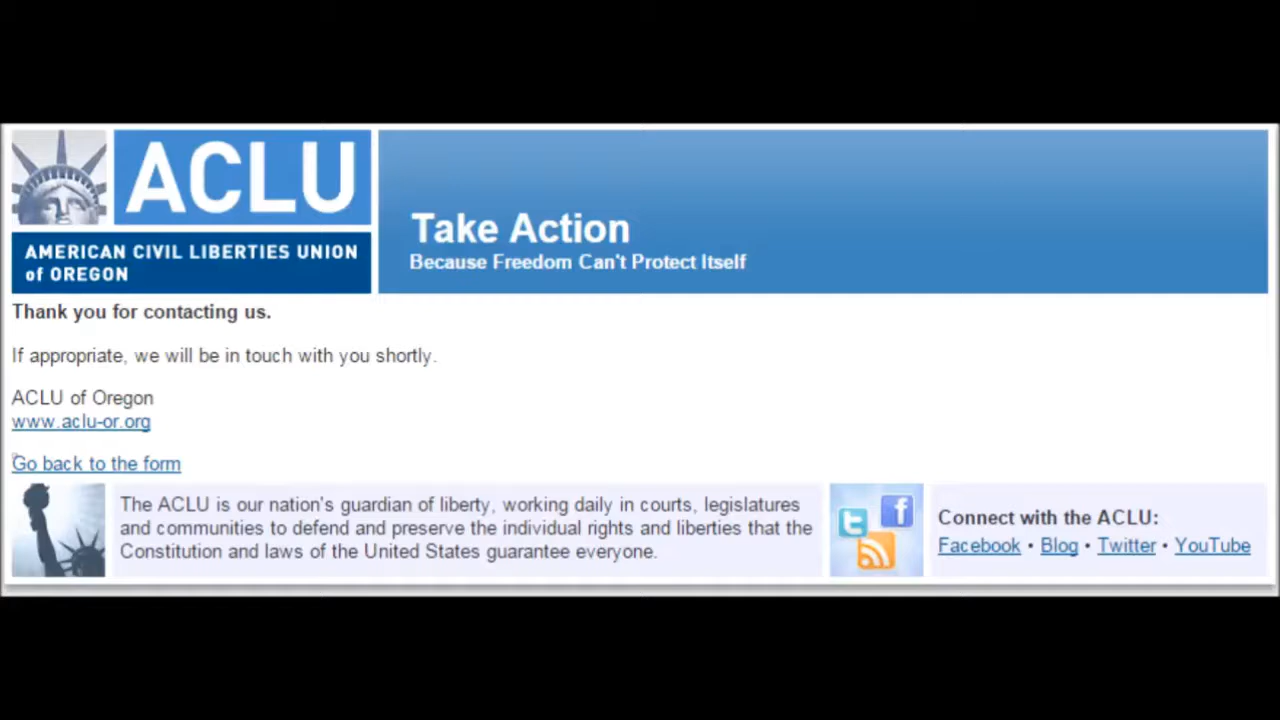 ACLU
AMERICAN CIVIL LIBERTIES UNION
of OREGON
Take Action
Because Freedom Can't Protect Itself
Thank you for contacting us.
If appropriate, we will be in touch with you shortly.
ACLU of Oregon
www.aclu-or.org
Go back to the form
The ACLU is our nation's guardian of liberty, working daily in courts, legislatures
and communities to defend and preserve the individual rights and liberties that the
Constitution and laws of the United States guarantee everyone.
Connect with the ACLU:
Facebook • Blog • Twitter • YouTube